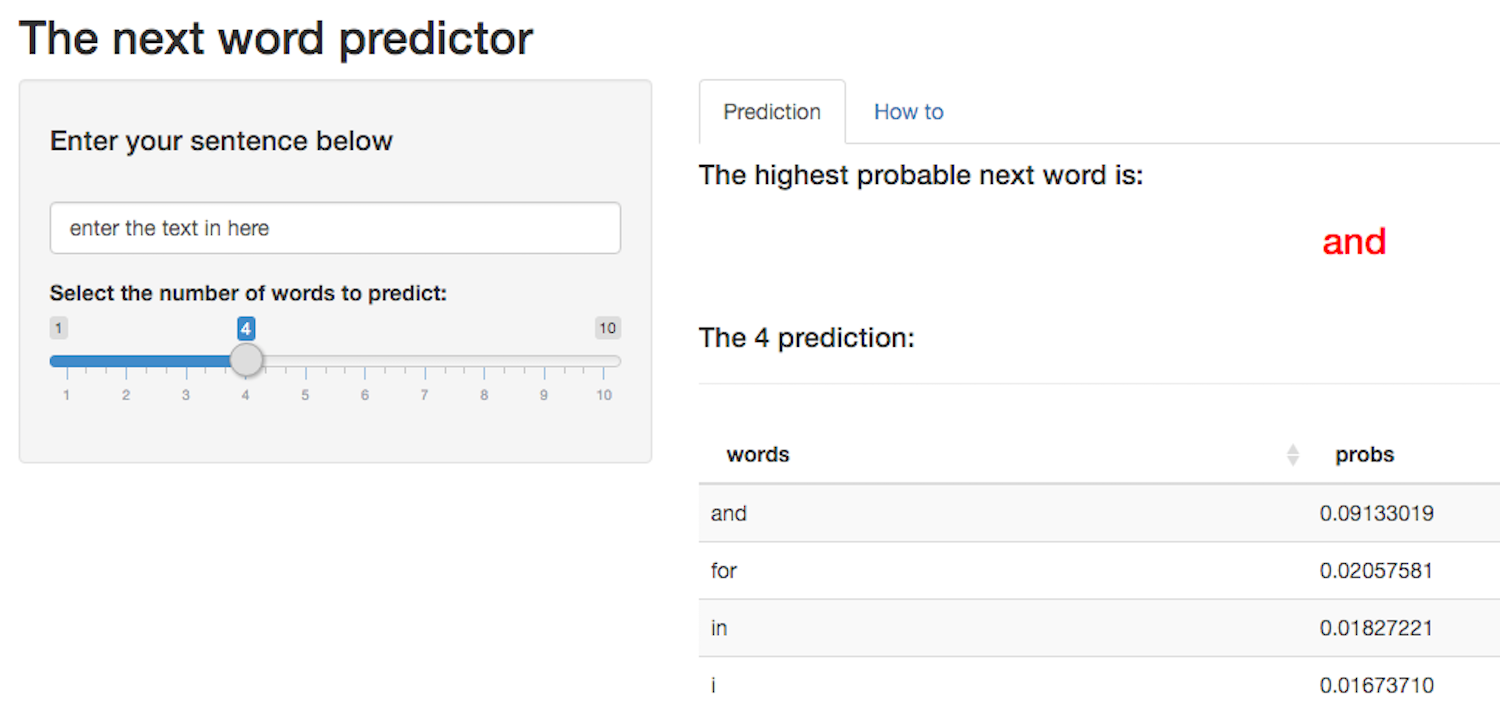 The next word predictor
Enter your sentence below
enter the text in here
Select the number of words to predict:
1 4 10
1 2 3 4 5 6 7 8 9 10
Prediction How to
The highest probable next word is:
and
The 4 prediction:
words probs
and 0.09133019
for 0.02057581
in 0.01827221
i 0.01673710